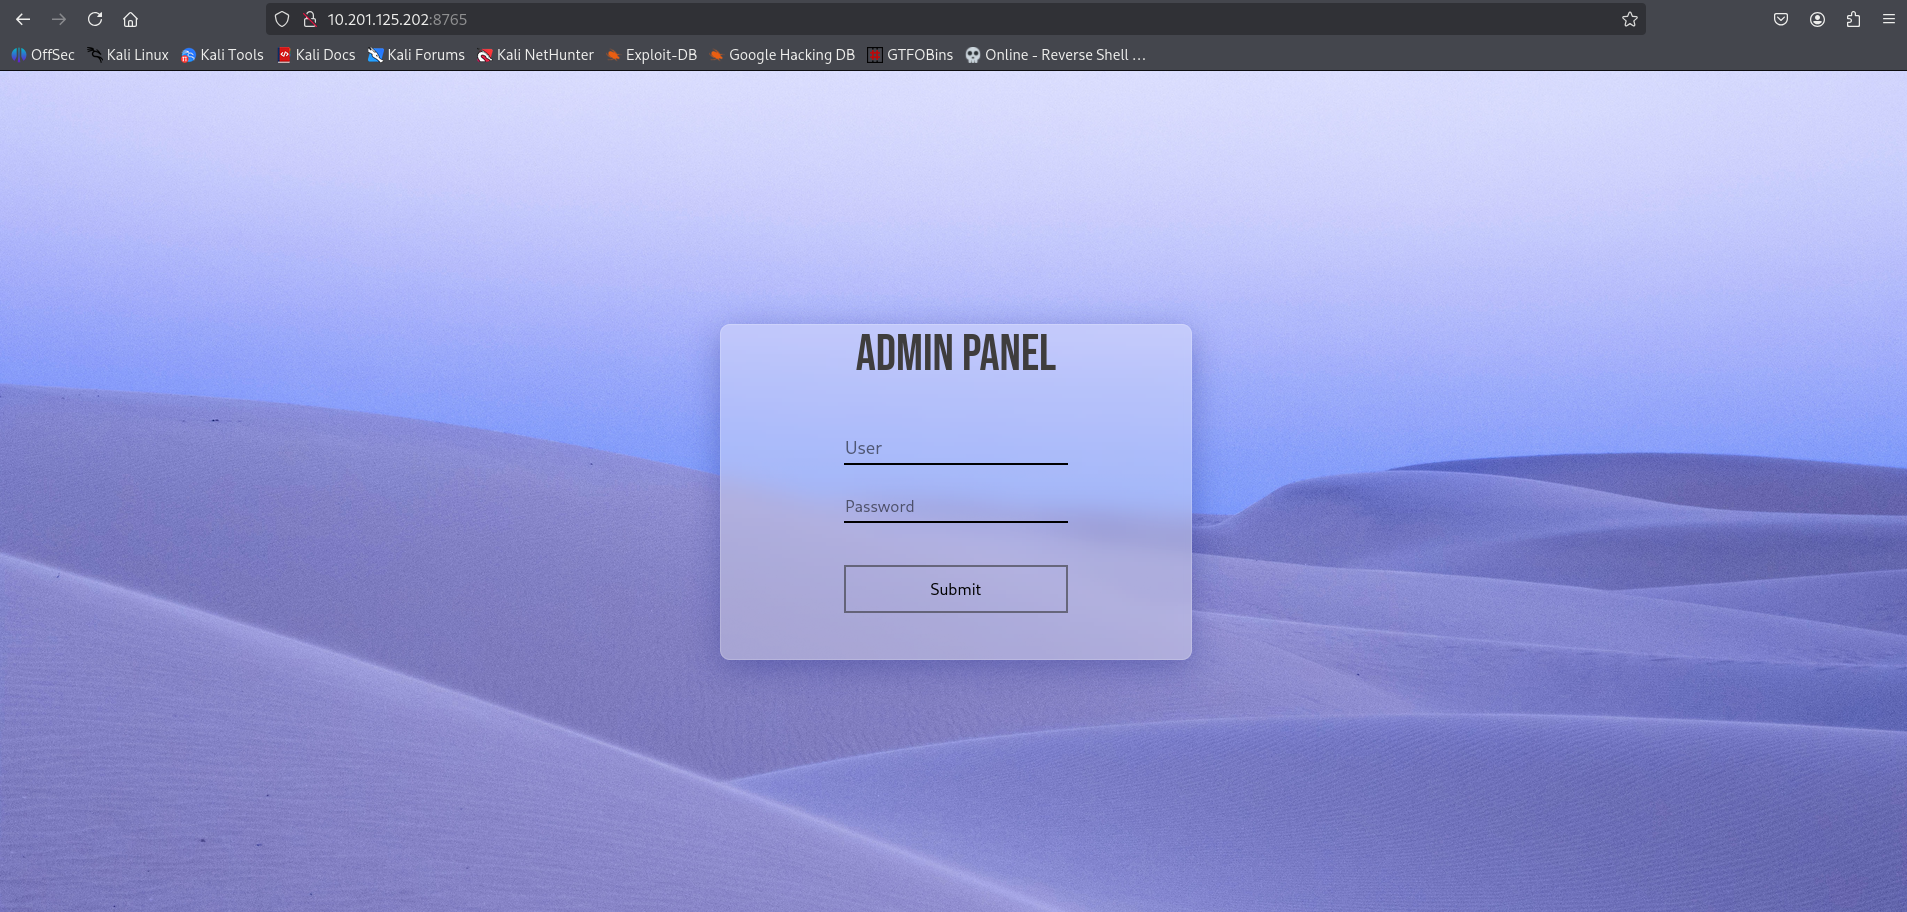 10.201.125.202:8765
OffSec Kali Linux Kali Tools Kali Docs Kali Forums Kali NetHunter Exploit-DB Google Hacking DB GTFOBins Online - Reverse Shell …
ADMIN PANEL
User
Password
Submit